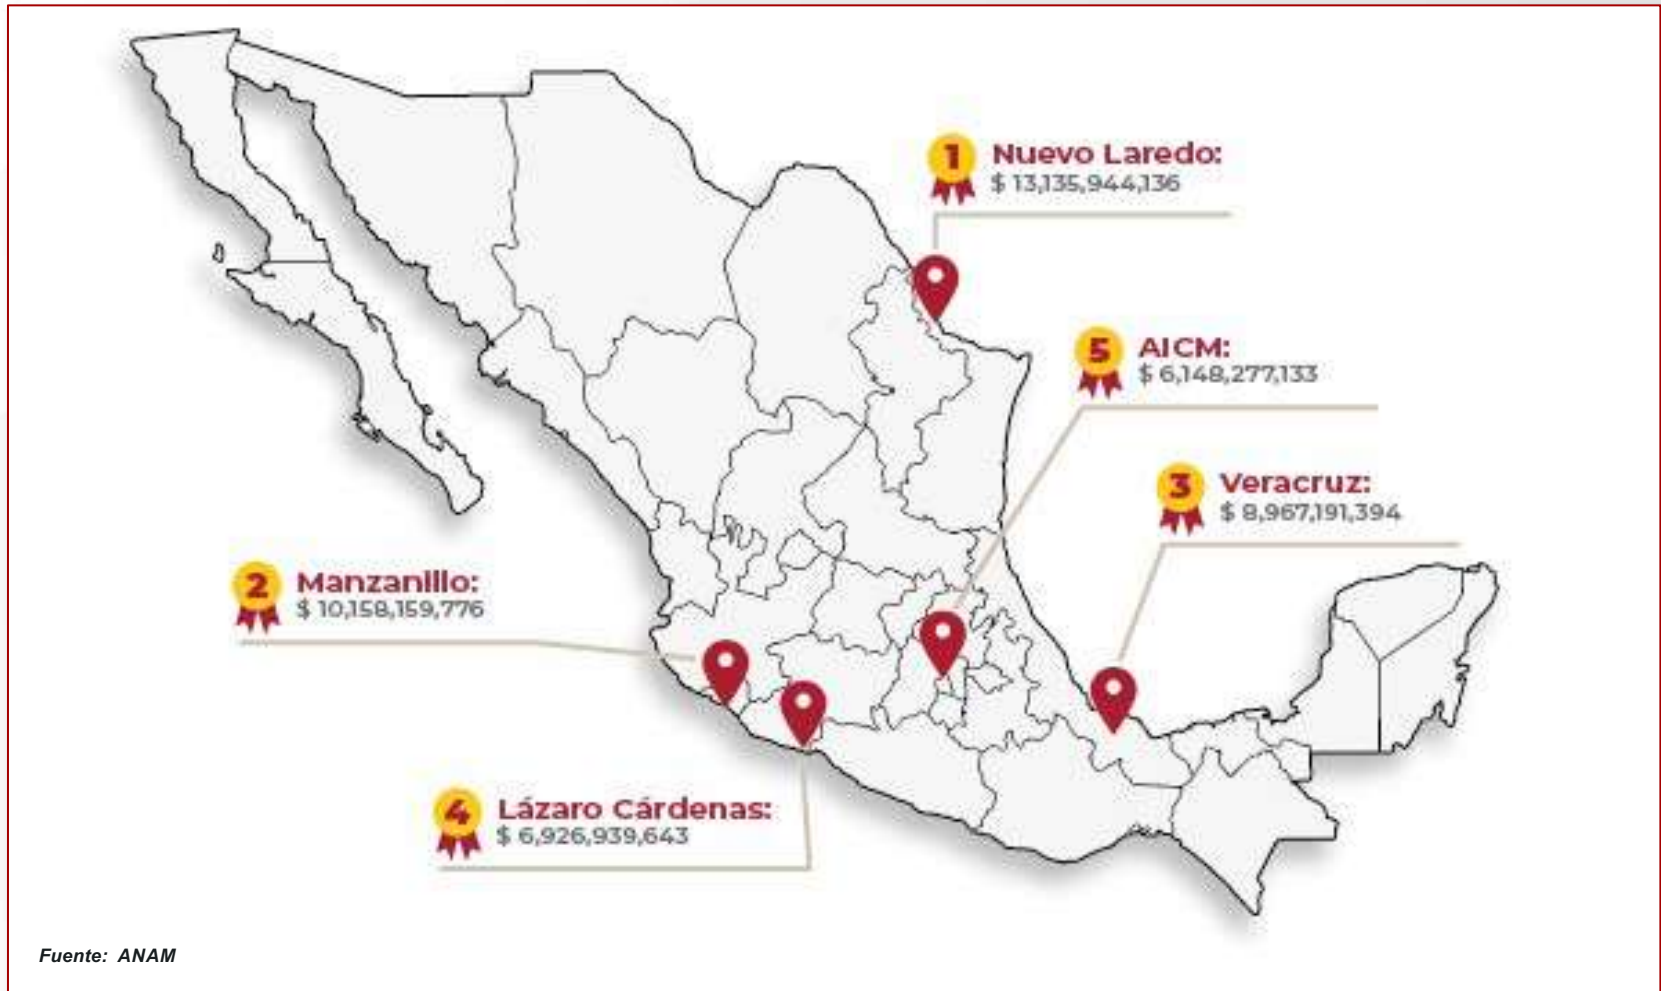 1
Nuevo Laredo:
$ 13,135,944,136
5
AICM:
$ 6,148,277,133
3
Veracruz:
$ 8,967,191,394
2
Manzanillo:
$ 10,158,159,776
4
Lázaro Cárdenas:
$ 6,926,939,643
Fuente: ANAM